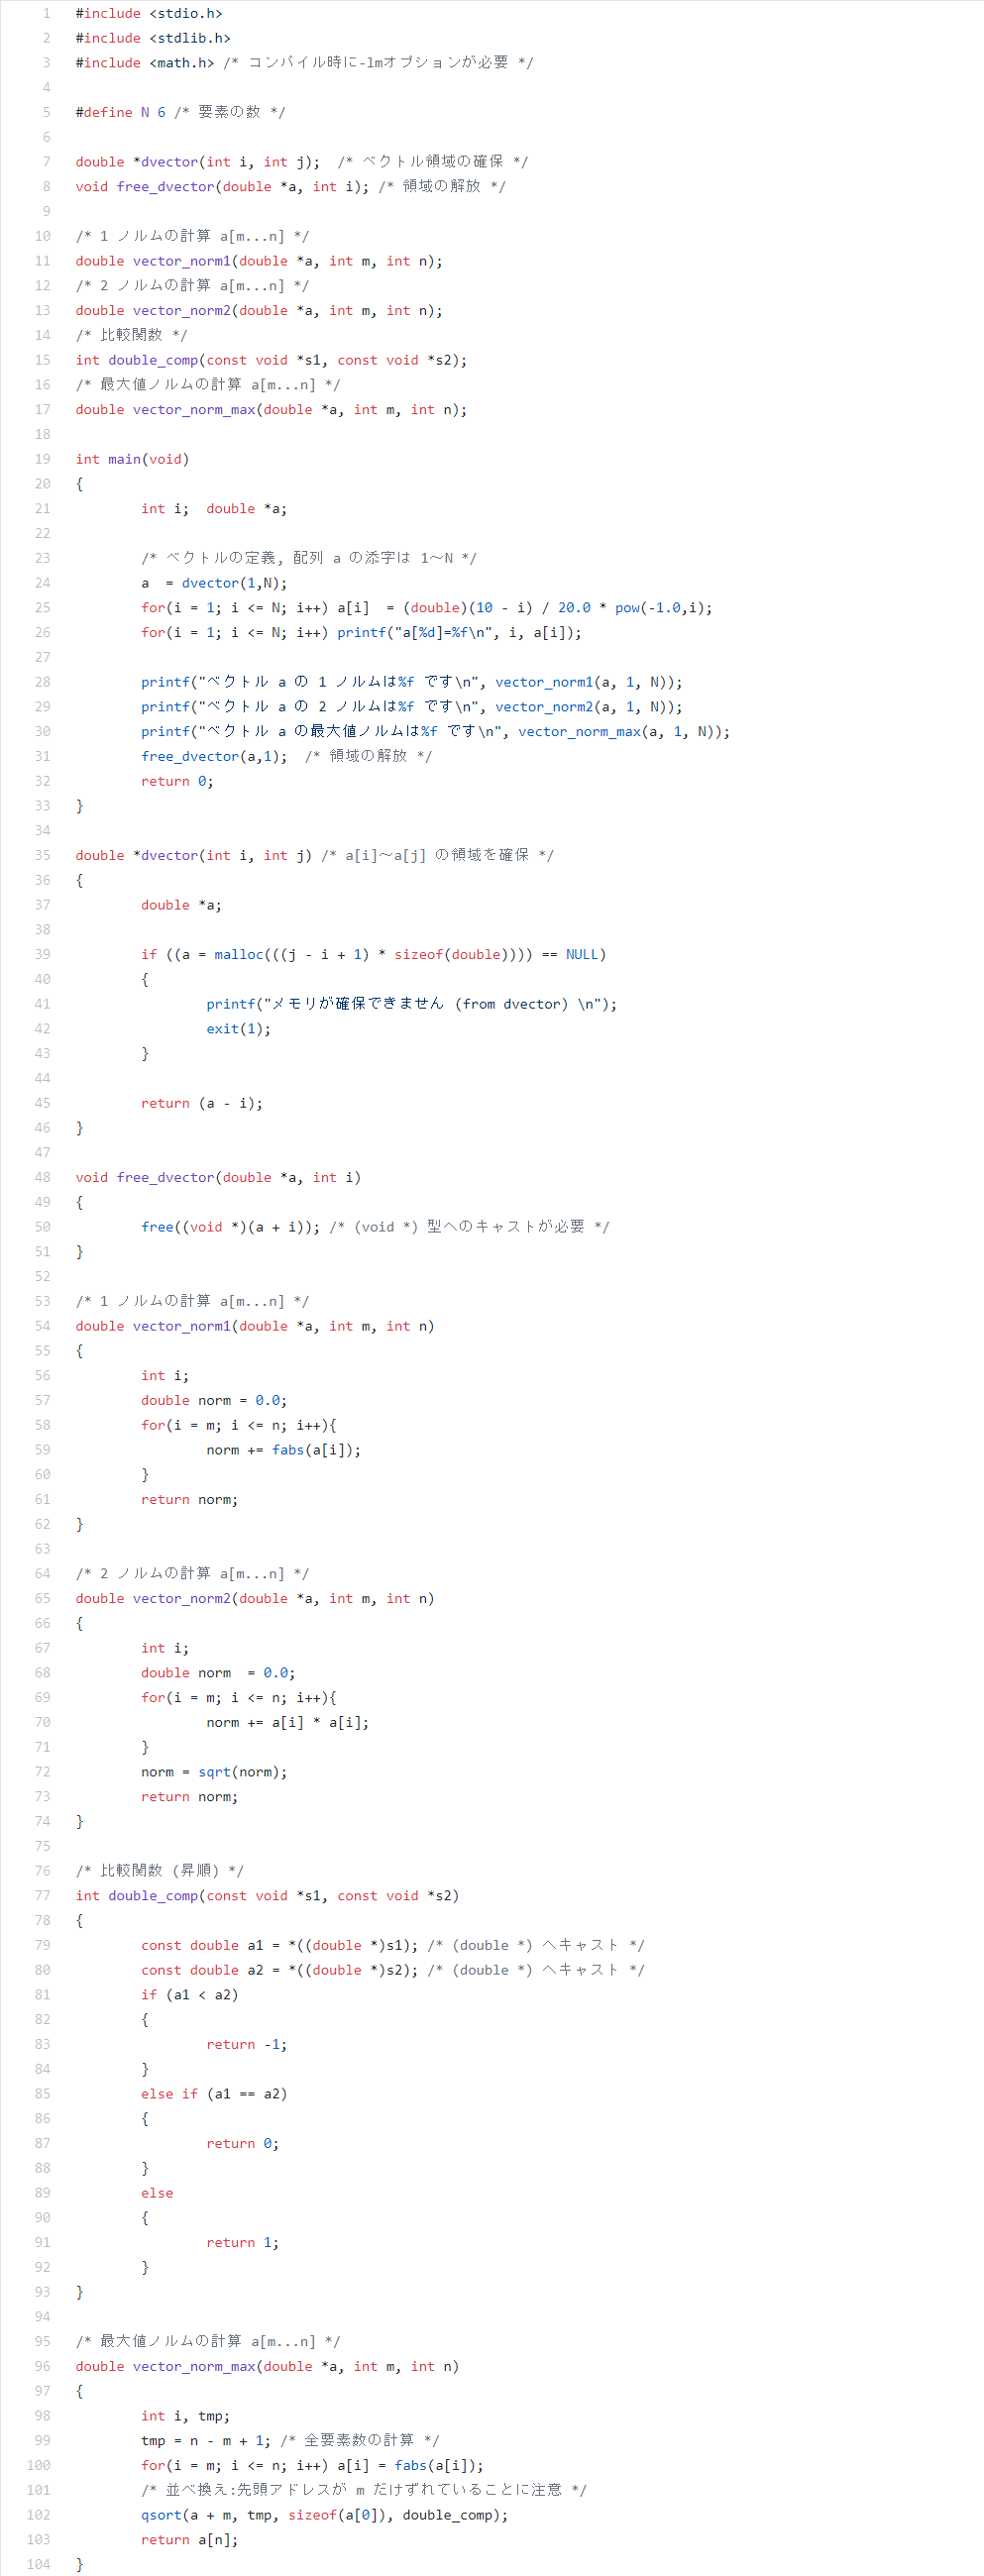 1 #include <stdio.h>
2 #include <stdlib.h>
3 #include <math.h> /* コンパイル時に-lmオプションが必要 */
4
5 #define N 6 /* 要素の数 */
6
7 double *dvector(int i, int j);  /* ベクトル領域の確保 */
8 void free_dvector(double *a, int i); /* 領域の解放 */
9
10 /* 1 ノルムの計算 a[m...n] */
11 double vector_norm1(double *a, int m, int n);
12 /* 2 ノルムの計算 a[m...n] */
13 double vector_norm2(double *a, int m, int n);
14 /* 比較関数 */
15 int double_comp(const void *s1, const void *s2);
16 /* 最大値ノルムの計算 a[m...n] */
17 double vector_norm_max(double *a, int m, int n);
18
19 int main(void)
20 {
21         int i;  double *a;
22
23         /* ベクトルの定義, 配列 a の添字は 1〜N */
24         a  = dvector(1,N);
25         for(i = 1; i <= N; i++) a[i]  = (double)(10 - i) / 20.0 * pow(-1.0,i);
26         for(i = 1; i <= N; i++) printf("a[%d]=%f\n", i, a[i]);
27
28         printf("ベクトル a の 1 ノルムは%f です\n", vector_norm1(a, 1, N));
29         printf("ベクトル a の 2 ノルムは%f です\n", vector_norm2(a, 1, N));
30         printf("ベクトル a の最大値ノルムは%f です\n", vector_norm_max(a, 1, N));
31         free_dvector(a,1);  /* 領域の解放 */
32         return 0;
33 }
34
35 double *dvector(int i, int j) /* a[i]〜a[j] の領域を確保 */
36 {
37         double *a;
38
39         if ((a = malloc(((j - i + 1) * sizeof(double)))) == NULL)
40         {
41                 printf("メモリが確保できません (from dvector) \n");
42                 exit(1);
43         }
44
45         return (a - i);
46 }
47
48 void free_dvector(double *a, int i)
49 {
50         free((void *)(a + i)); /* (void *) 型へのキャストが必要 */
51 }
52
53 /* 1 ノルムの計算 a[m...n] */
54 double vector_norm1(double *a, int m, int n)
55 {
56         int i;
57         double norm = 0.0;
58         for(i = m; i <= n; i++){
59                 norm += fabs(a[i]);
60         }
61         return norm;
62 }
63
64 /* 2 ノルムの計算 a[m...n] */
65 double vector_norm2(double *a, int m, int n)
66 {
67         int i;
68         double norm  = 0.0;
69         for(i = m; i <= n; i++){
70                 norm += a[i] * a[i];
71         }
72         norm = sqrt(norm);
73         return norm;
74 }
75
76 /* 比較関数 (昇順) */
77 int double_comp(const void *s1, const void *s2)
78 {
79         const double a1 = *((double *)s1); /* (double *) へキャスト */
80         const double a2 = *((double *)s2); /* (double *) へキャスト */
81         if (a1 < a2)
82         {
83                 return -1;
84         }
85         else if (a1 == a2)
86         {
87                 return 0;
88         }
89         else
90         {
91                 return 1;
92         }
93 }
94
95 /* 最大値ノルムの計算 a[m...n] */
96 double vector_norm_max(double *a, int m, int n)
97 {
98         int i, tmp;
99         tmp = n - m + 1; /* 全要素数の計算 */
100         for(i = m; i <= n; i++) a[i] = fabs(a[i]);
101         /* 並べ換え:先頭アドレスが m だけずれていることに注意 */
102         qsort(a + m, tmp, sizeof(a[0]), double_comp);
103         return a[n];
104 }